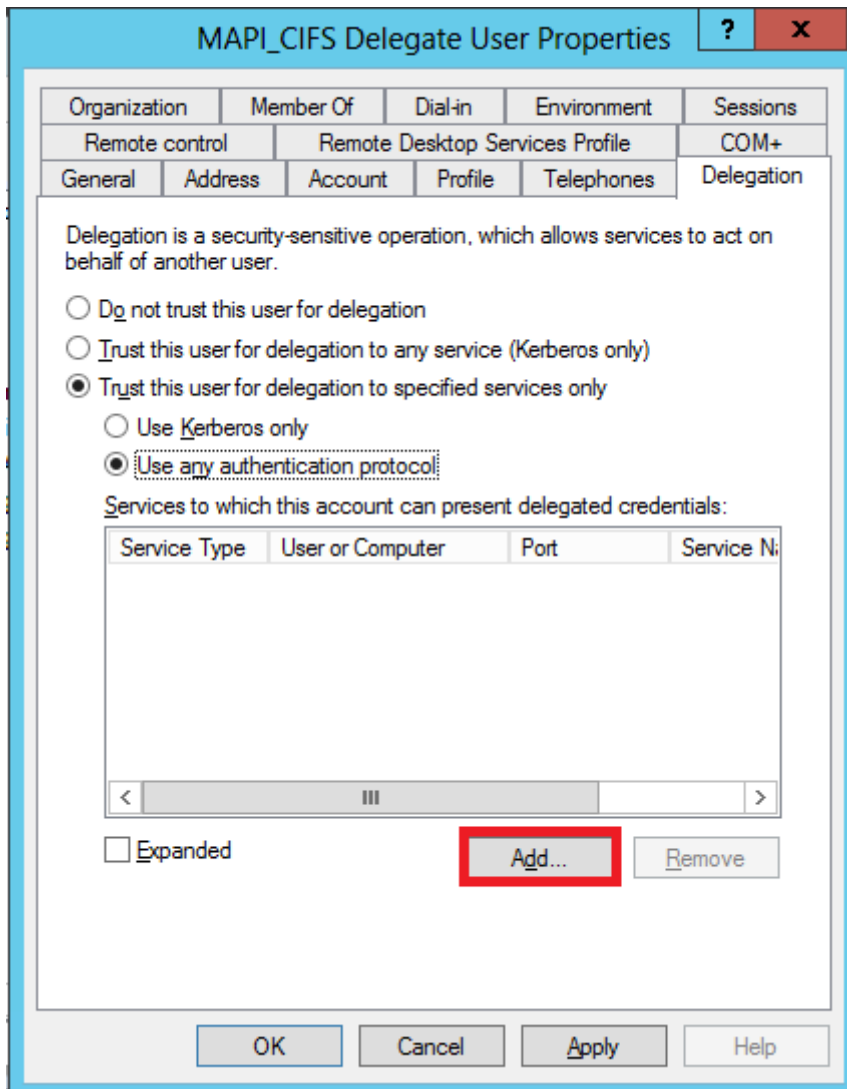 MAPI_CIFS Delegate User Properties ? x
Organization Member Of Dial-in Environment Sessions
Remote control Remote Desktop Services Profile COM+
General Address Account Profile Telephones Delegation
Delegation is a security-sensitive operation, which allows services to act on
behalf of another user.
Do not trust this user for delegation
Trust this user for delegation to any service (Kerberos only)
Trust this user for delegation to specified services only
Use Kerberos only
Use any authentication protocol
Services to which this account can present delegated credentials:
Service Type User or Computer Port Service
Expanded Add... Remove
OK Cancel Apply Help